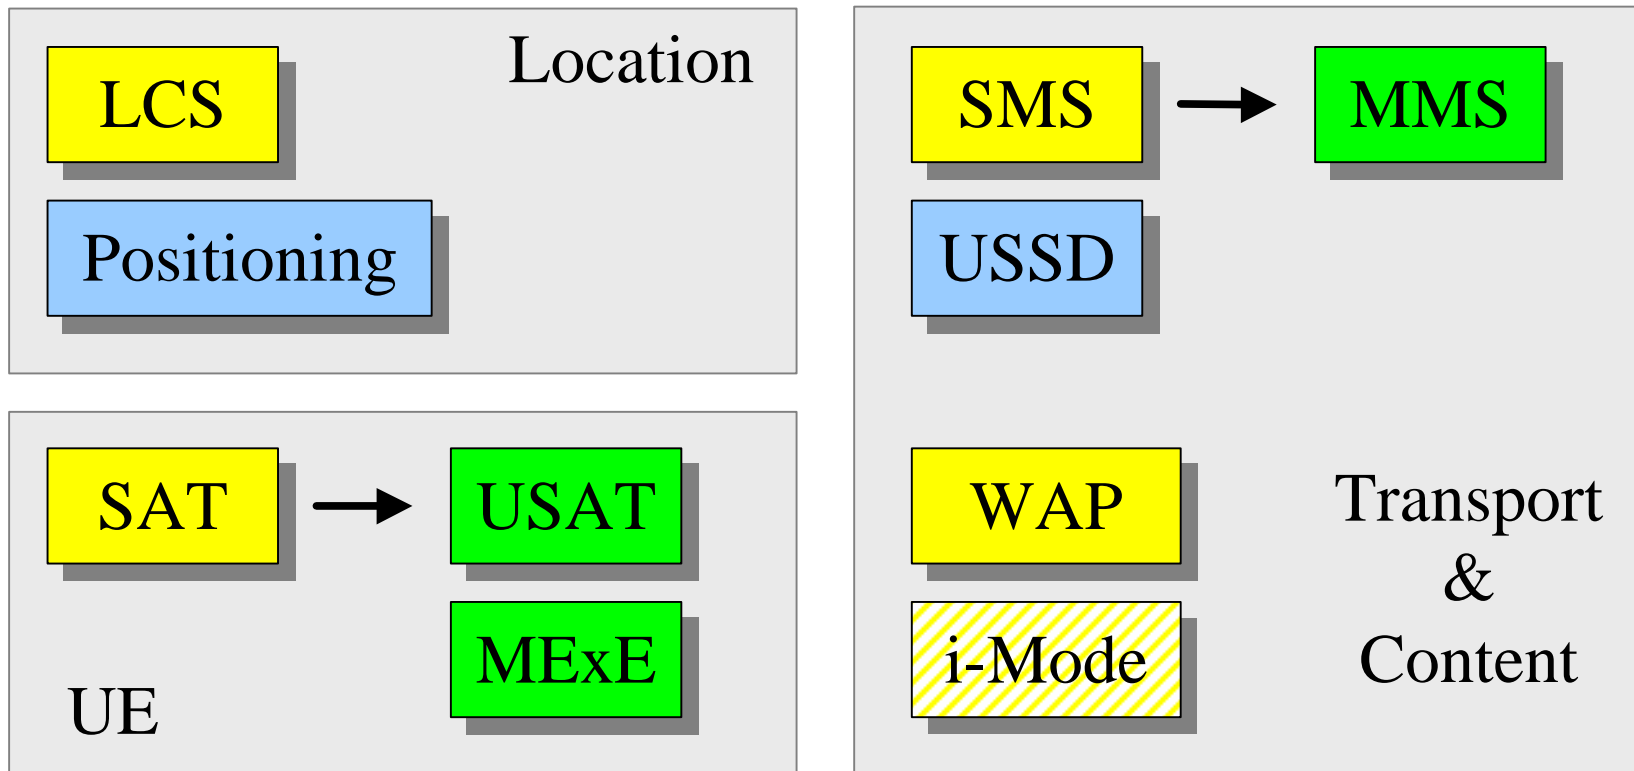 Location
LCS
Positioning
SAT
USAT
MExE
UE
SMS
MMS
USSD
WAP
i-Mode
Transport
&
Content